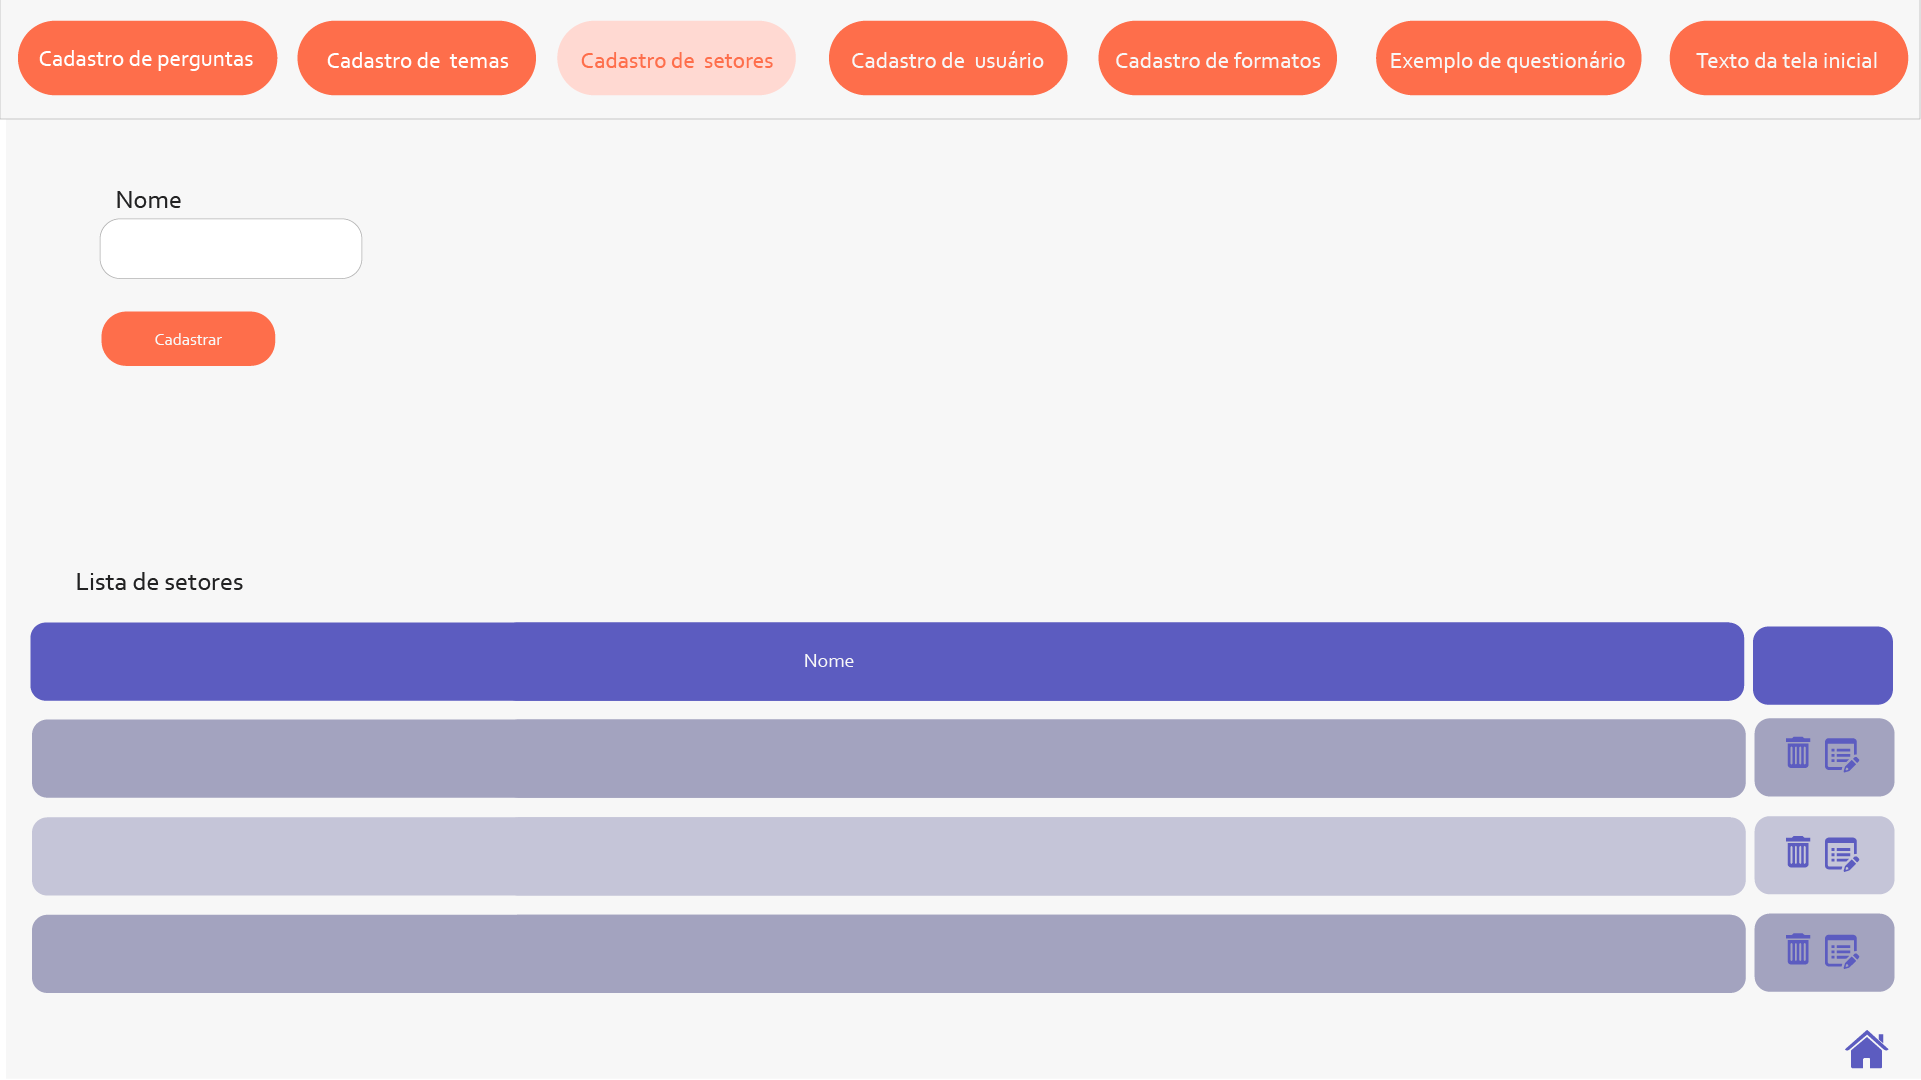 Cadastro de perguntas
Cadastro de  temas
Cadastro de  setores
Cadastro de  usuário
Cadastro de formatos
Exemplo de questionário
Texto da tela inicial
Nome
Cadastrar
Lista de setores
Nome